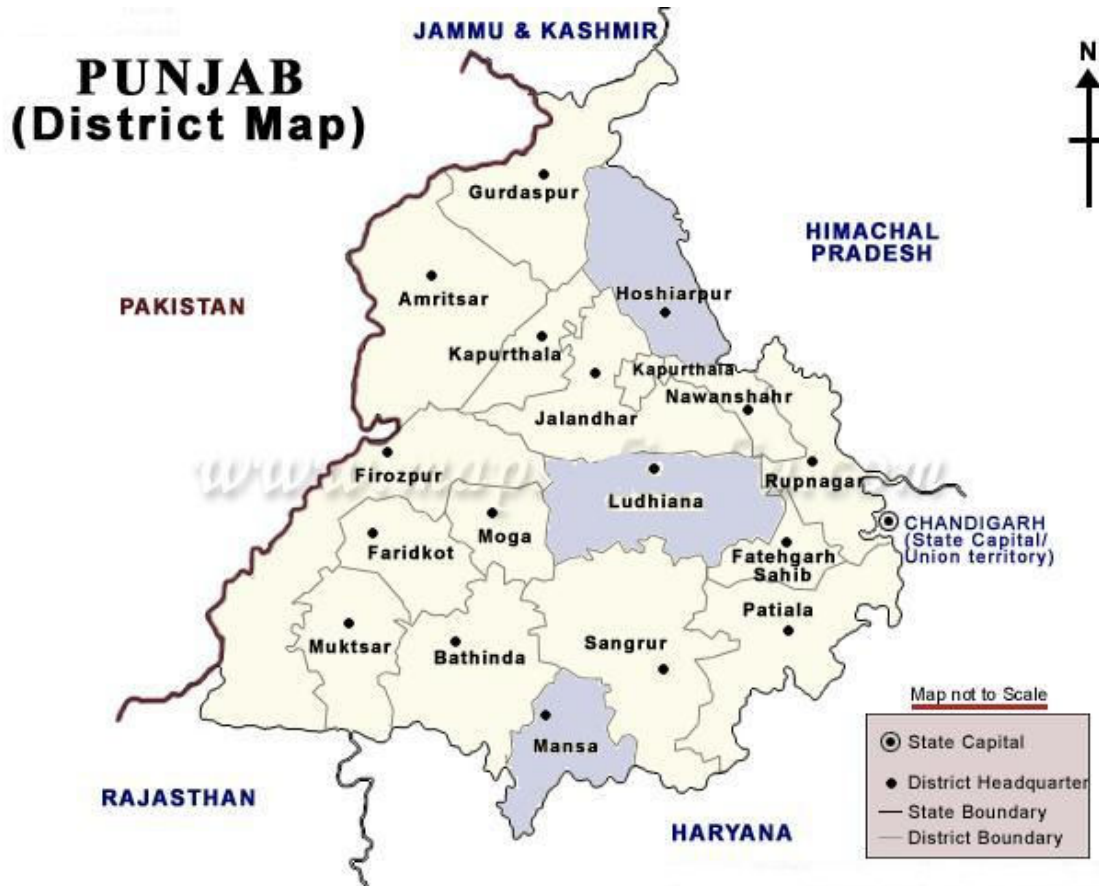 JAMMU & KASHMIR
PUNJAB
(District Map)
N
Gurdaspur
HIMACHAL
PRADESH
PAKISTAN
Amritsar
Hoshiarpur
Kapurthala
Kapurthala
Nawanshahr
Jalandhar
Firozpur
Ludhiana
Rupnagar
Moga
Faridkot
CHANDIGARH
(State Capital/
Union territory)
Fatehgarh
Sahib
Patiala
Muktsar
Bathinda
Sangrur
Mansa
Map not to Scale
State Capital
District Headquarter
State Boundary
District Boundary
RAJASTHAN
HARYANA